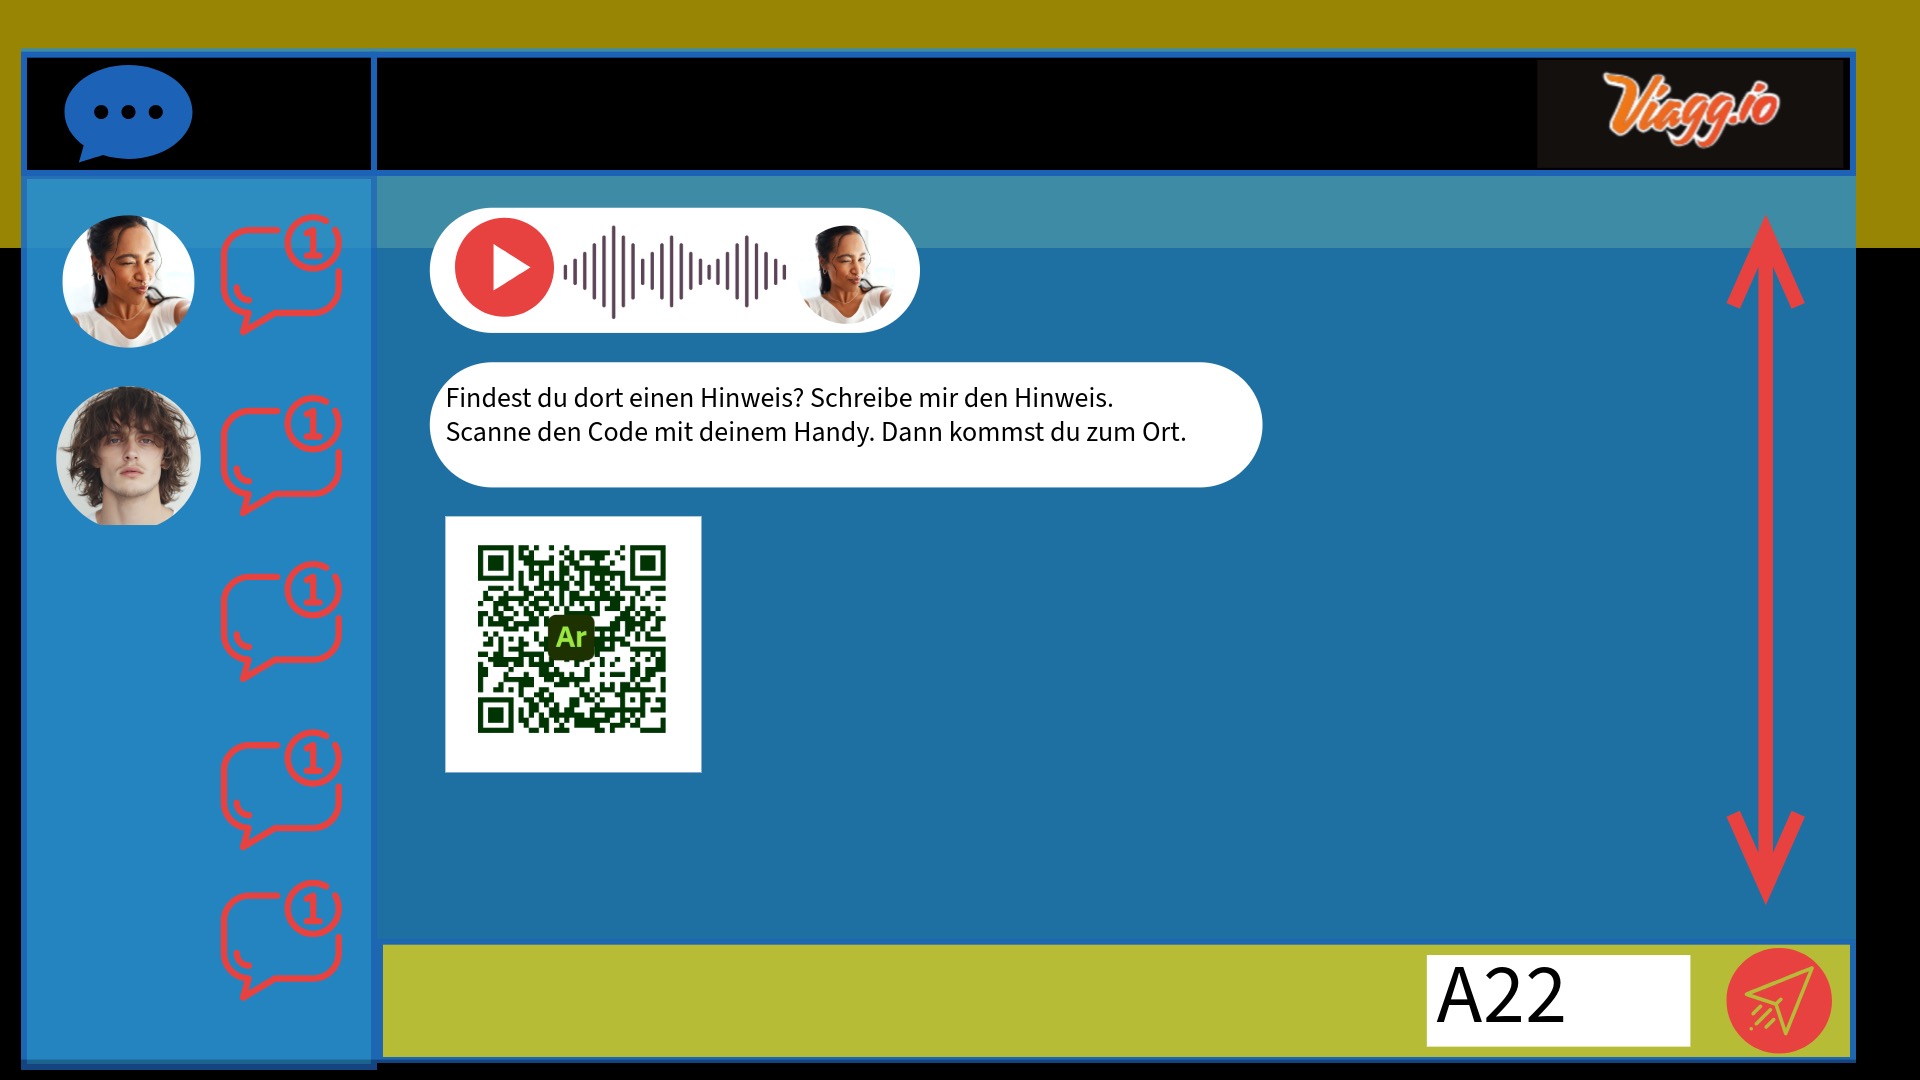 Viagg.io
1
Findest du dort einen Hinweis? Schreibe mir den Hinweis.
Scanne den Code mit deinem Handy. Dann kommst du zum Ort.
1
Ar
1
1
1
A22